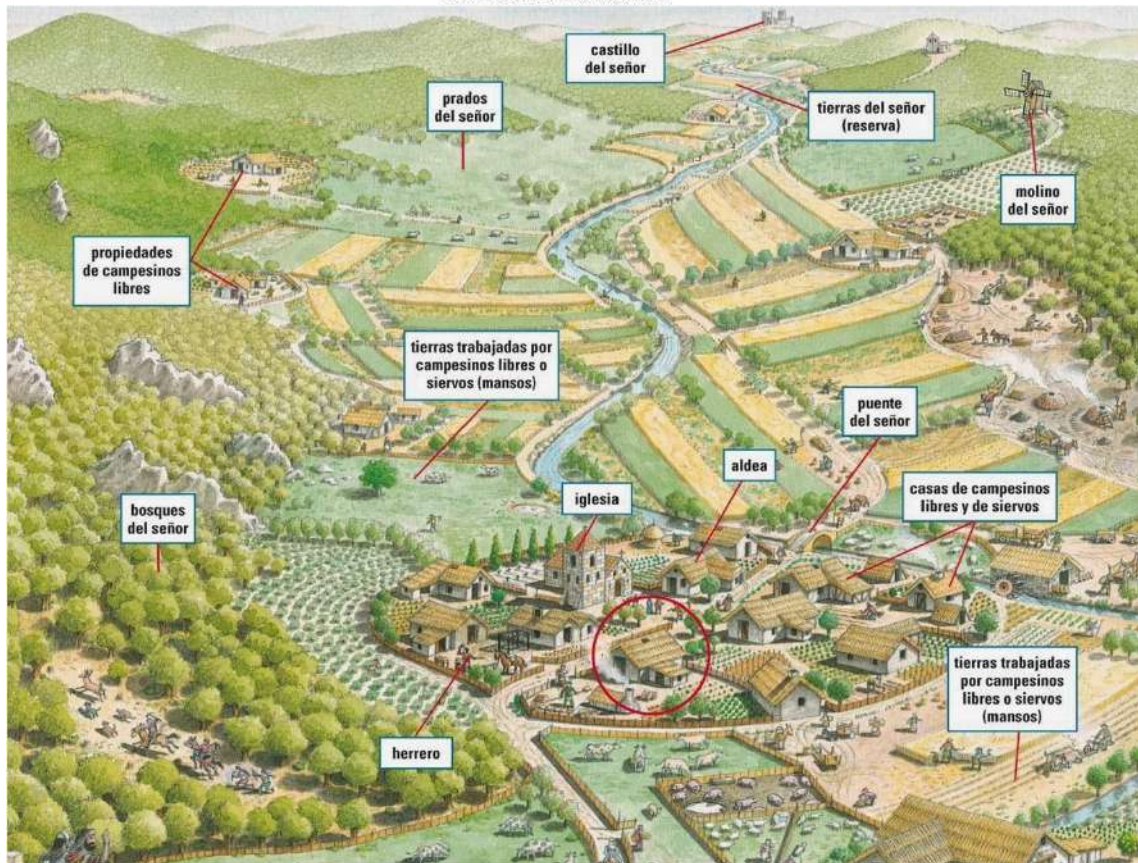 castillo
del señor
prados
del señor
tierras del señor
(reserva)
molino
del señor
propiedades
de campesinos
libres
tierras trabajadas por
campesinos libres o
siervos (mansos)
puente
del señor
aldea
iglesia
casas de campesinos
libres y de siervos
bosques
del señor
tierras trabajadas
por campesinos
libres o siervos
(mansos)
herrero